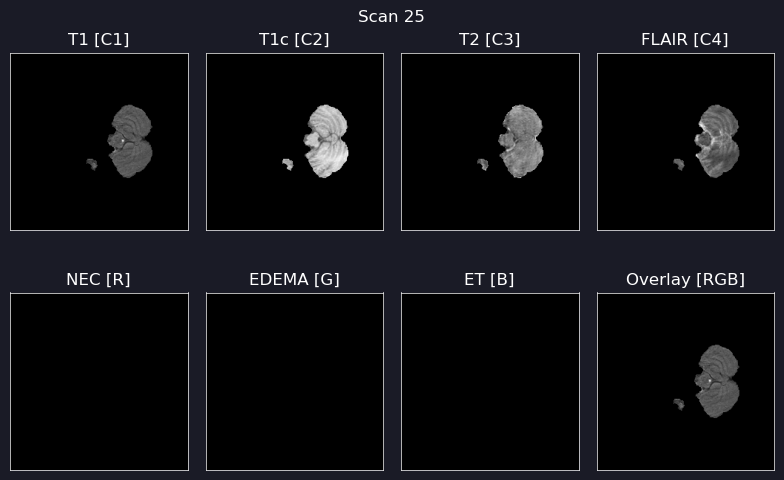 Scan 25
T1 [C1]
T1c [C2]
T2 [C3]
FLAIR [C4]
NEC [R]
EDEMA [G]
ET [B]
Overlay [RGB]